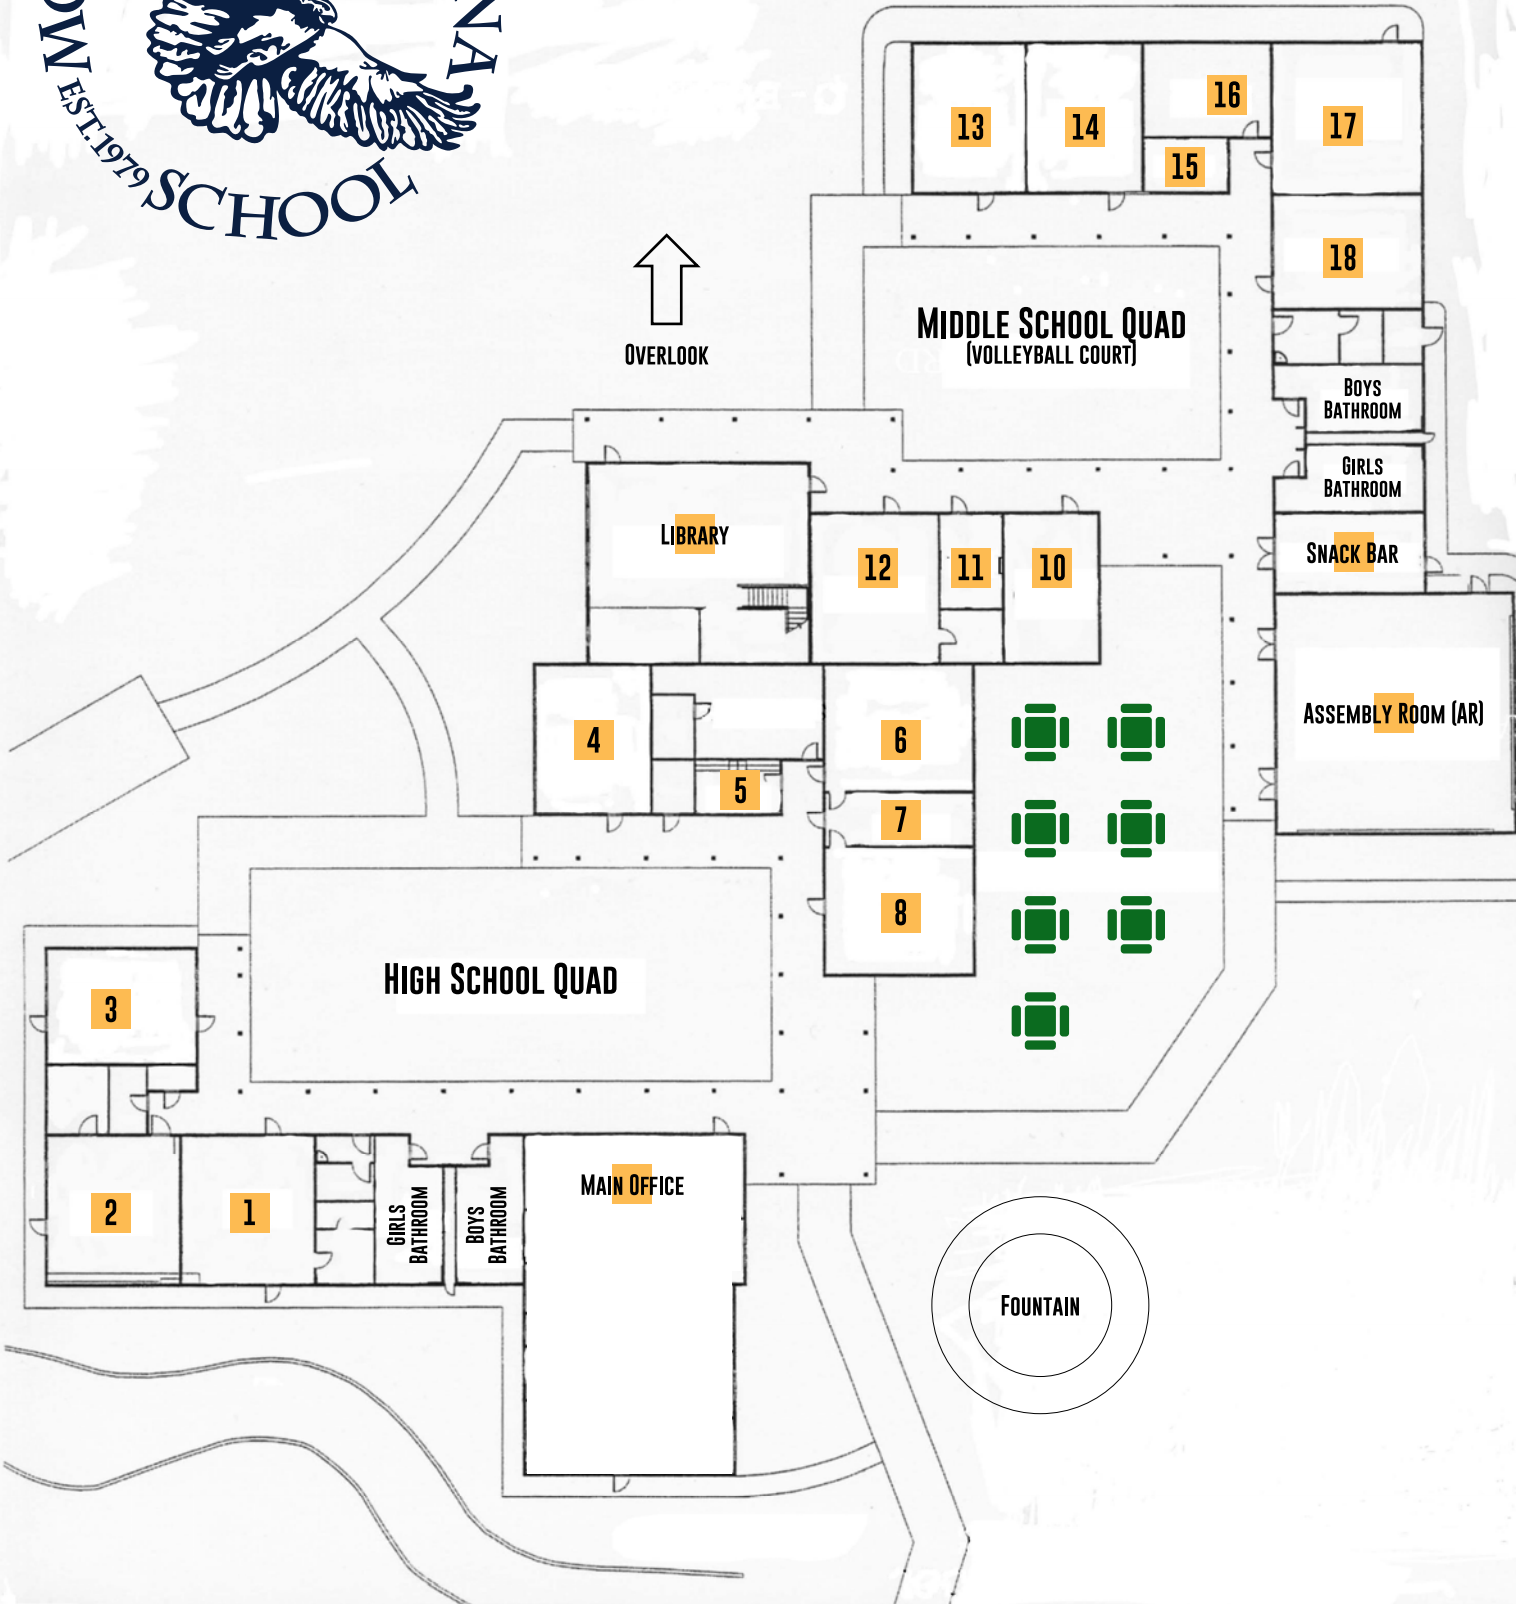 EST. 1979
SCHOOL
13
14
16
15
17
18
OVERLOOK
MIDDLE SCHOOL QUAD
(VOLLEYBALL COURT)
BOYS
BATHROOM
GIRLS
BATHROOM
LIBRARY
12
11
10
SNACK BAR
4
5
6
7
8
ASSEMBLY ROOM (AR)
HIGH SCHOOL QUAD
3
2
1
GIRLS
BATHROOM
BOYS
BATHROOM
MAIN OFFICE
FOUNTAIN